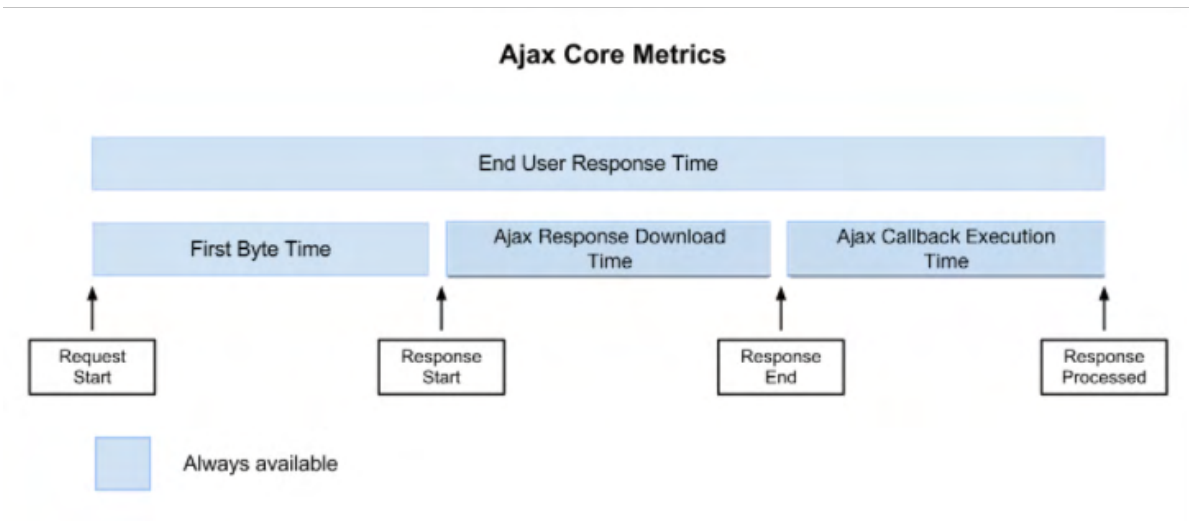 Ajax Core Metrics
End User Response Time
First Byte Time
Ajax Response Download
Time
Ajax Callback Execution
Time
Request
Start
Response
Start
Response
End
Response
Processed
Always available